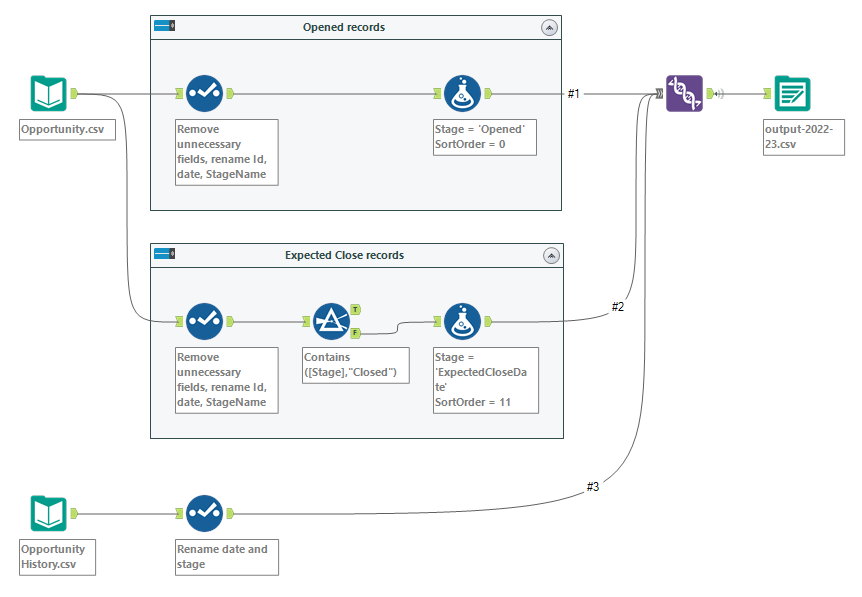 Opened records
#1
Opportunity.csv
Remove
unnecessary
fields, rename Id,
date, StageName
Stage = 'Opened'
SortOrder = 0
output-2022-
23.csv
Expected Close records
#2
T
F
Remove
unnecessary
fields, rename Id,
date, StageName
Contains
([Stage],"Closed")
Stage =
'ExpectedCloseDa
te'
SortOrder = 11
#3
Opportunity
History.csv
Rename date and
stage